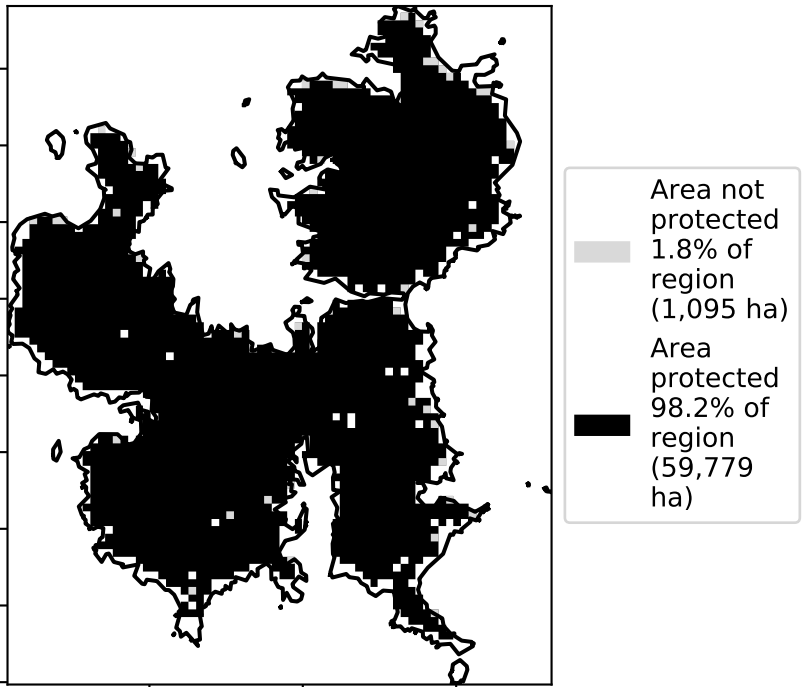 Area not
protected
1.8% of
region
(1,095 ha)
Area
protected
98.2% of
region
(59,779
ha)